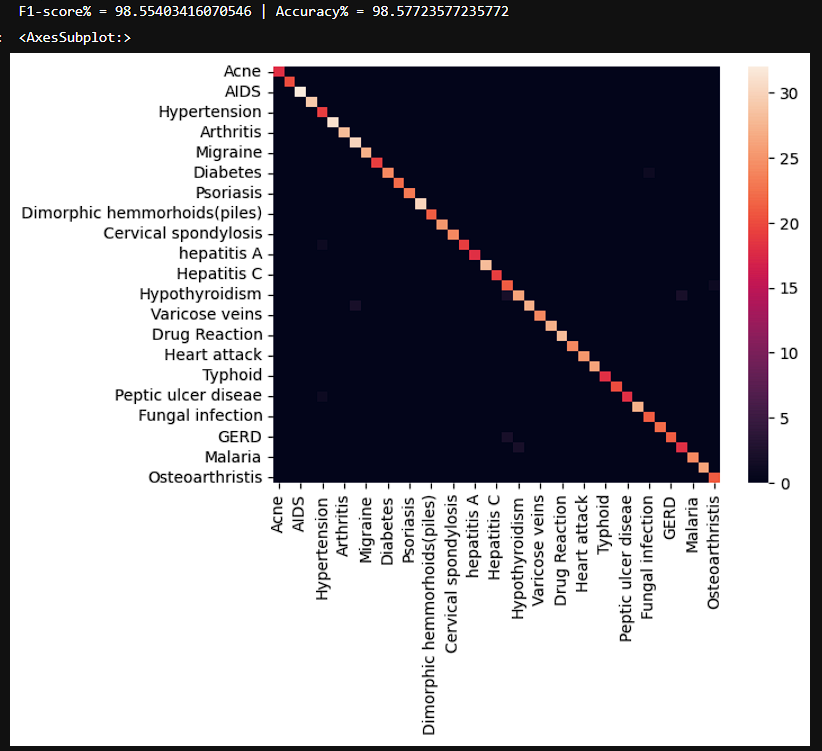 F1-score% = 98.55403416070546 | Accuracy% = 98.57723577235772
: <AxesSubplot:>
Acne
AIDS
Hypertension
Arthritis
Migraine
Diabetes
Psoriasis
Dimorphic hemmorhoids(piles)
Cervical spondylosis
hepatitis A
Hepatitis C
Hypothyroidism
Varicose veins
Drug Reaction
Heart attack
Typhoid
Peptic ulcer diseae
Fungal infection
GERD
Malaria
Osteoarthristis
30
25
20
15
10
5
0
Acne
AIDS
Hypertension
Arthritis
Migraine
Diabetes
Psoriasis
Dimorphic hemmorhoids(piles)
Cervical spondylosis
hepatitis A
Hepatitis C
Hypothyroidism
Varicose veins
Drug Reaction
Heart attack
Typhoid
Peptic ulcer diseae
Fungal infection
GERD
Malaria
Osteoarthristis